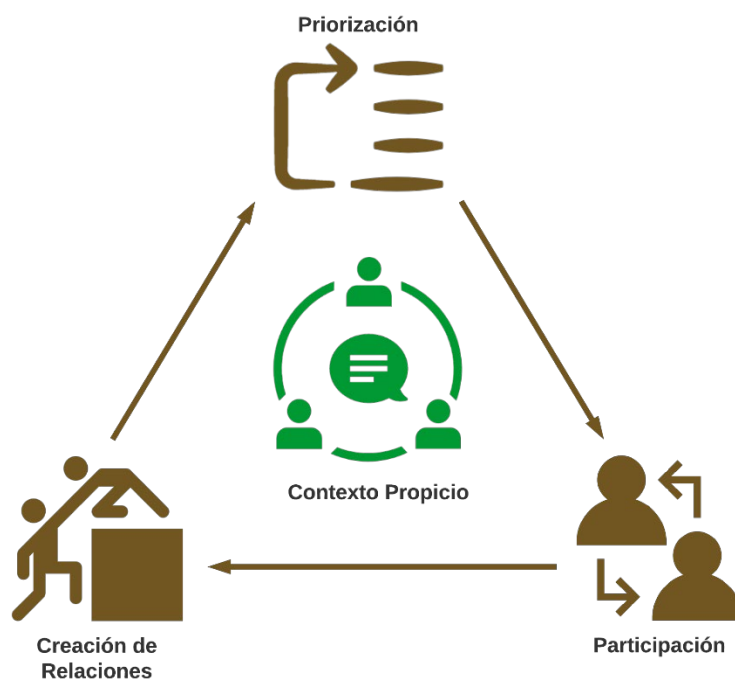 Priorización
Contexto Propicio
Creación de
Relaciones
Participación